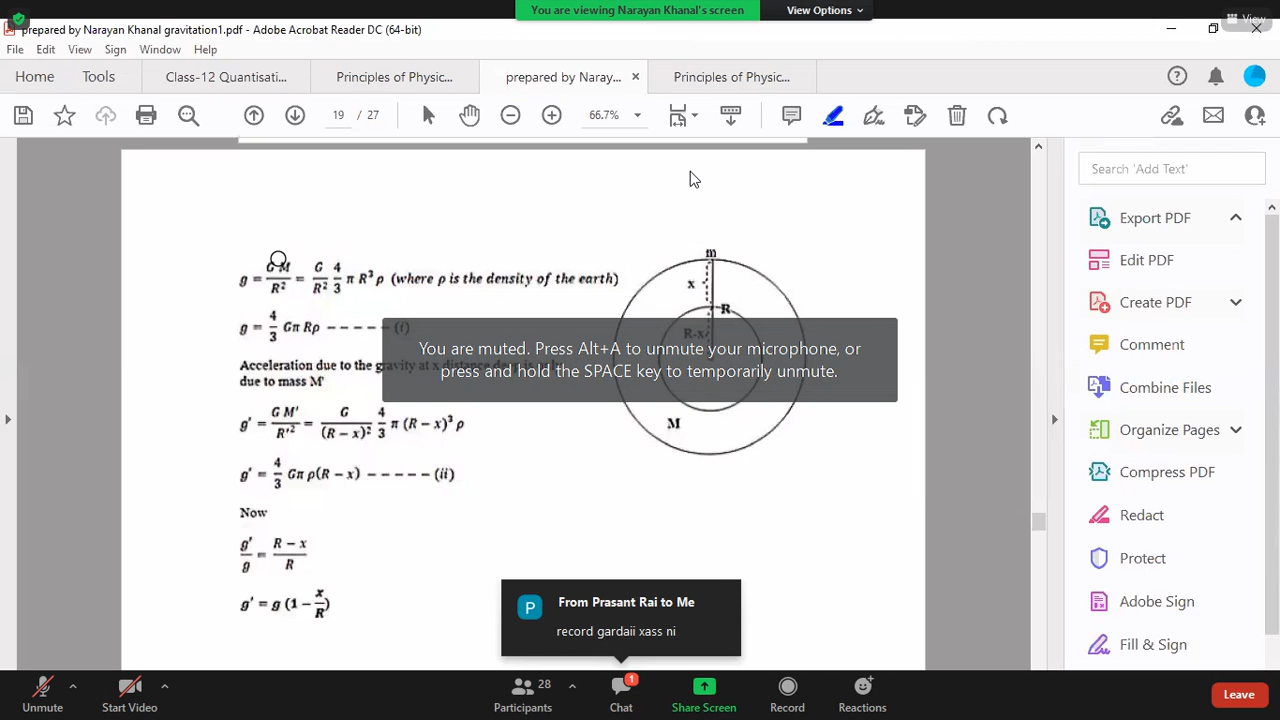 You are viewing Narayan Khanal's screen
View Options
View
prepared by Narayan Khanal gravitation1.pdf - Adobe Acrobat Reader DC (64-bit)
File Edit View Sign Window Help
Home Tools Class-12 Quantisati... Principles of Physic... prepared by Naray... × Principles of Physic...
19 / 27 66.7%
Search 'Add Text'
Export PDF
Edit PDF
Create PDF
Comment
Combine Files
Organize Pages
Compress PDF
Redact
Protect
Adobe Sign
Fill & Sign
g = G M / R² = G / R² 4/3 π R³ ρ (where ρ is the density of the earth)
g = 4/3 Gπ Rρ - - - - - - (i)
Acceleration due to the gravity at x distance
due to mass M'
g' = G M' / R'² = G / (R − x)² 4/3 π (R − x)³ ρ
g' = 4/3 Gπ ρ(R − x) - - - - - - (ii)
Now
g'/g = R − x / R
g' = g (1 − x/R)
m
x
R
R-x
M
You are muted. Press Alt+A to unmute your microphone, or
press and hold the SPACE key to temporarily unmute.
P
From Prasant Rai to Me
record gardaii xass ni
Unmute Start Video Participants 28 Chat 1 Share Screen Record Reactions Leave